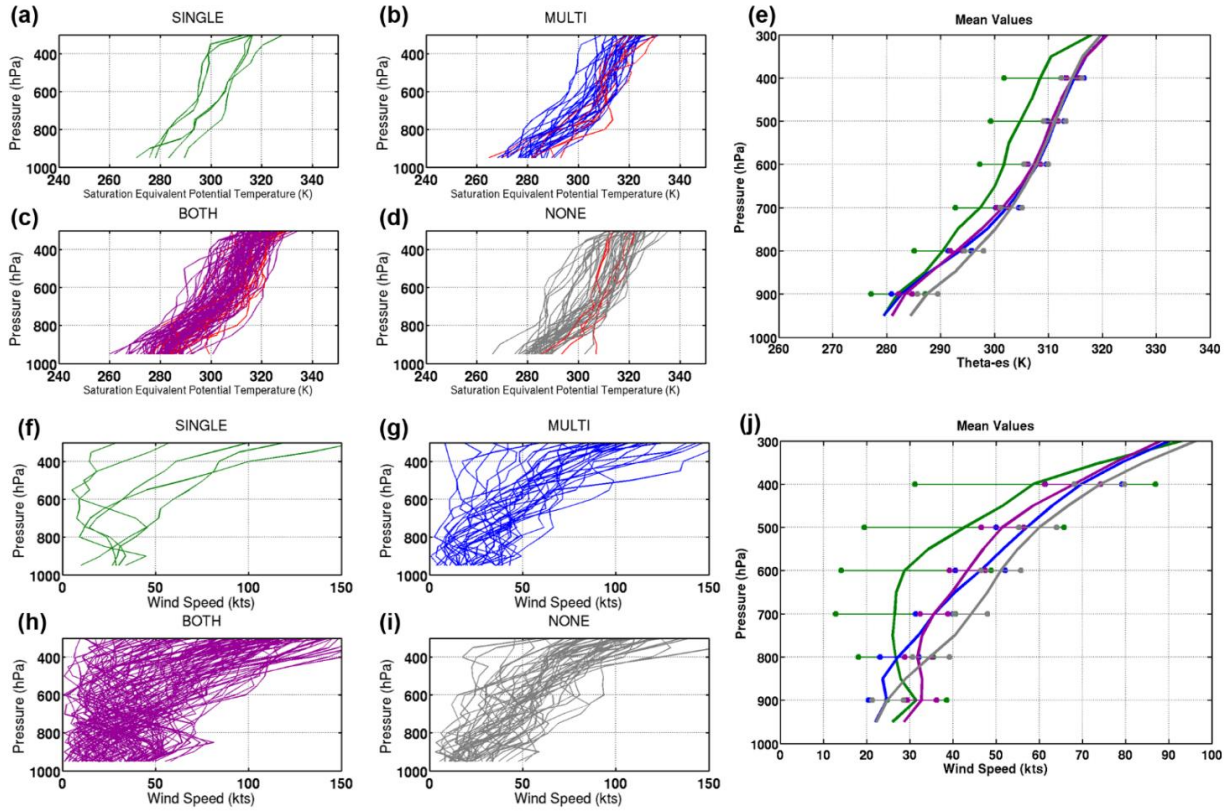 (a) SINGLE
400
600
800
1000
240 260 280 300 320 340
Saturation Equivalent Potential Temperature (K)
Pressure (hPa)
(b) MULTI
400
600
800
1000
240 260 280 300 320 340
Saturation Equivalent Potential Temperature (K)
Pressure (hPa)
(c) BOTH
400
600
800
1000
240 260 280 300 320 340
Saturation Equivalent Potential Temperature (K)
Pressure (hPa)
(d) NONE
400
600
800
1000
240 260 280 300 320 340
Saturation Equivalent Potential Temperature (K)
Pressure (hPa)
(e) Mean Values
300
400
500
600
700
800
900
1000
260 270 280 290 300 310 320 330 340
Theta-es (K)
Pressure (hPa)
(f) SINGLE
400
600
800
1000
0 50 100 150
Wind Speed (kts)
Pressure (hPa)
(g) MULTI
400
600
800
1000
0 50 100 150
Wind Speed (kts)
Pressure (hPa)
(h) BOTH
400
600
800
1000
0 50 100 150
Wind Speed (kts)
Pressure (hPa)
(i) NONE
400
600
800
1000
0 50 100 150
Wind Speed (kts)
Pressure (hPa)
(j) Mean Values
300
400
500
600
700
800
900
1000
0 10 20 30 40 50 60 70 80 90 100
Wind Speed (kts)
Pressure (hPa)